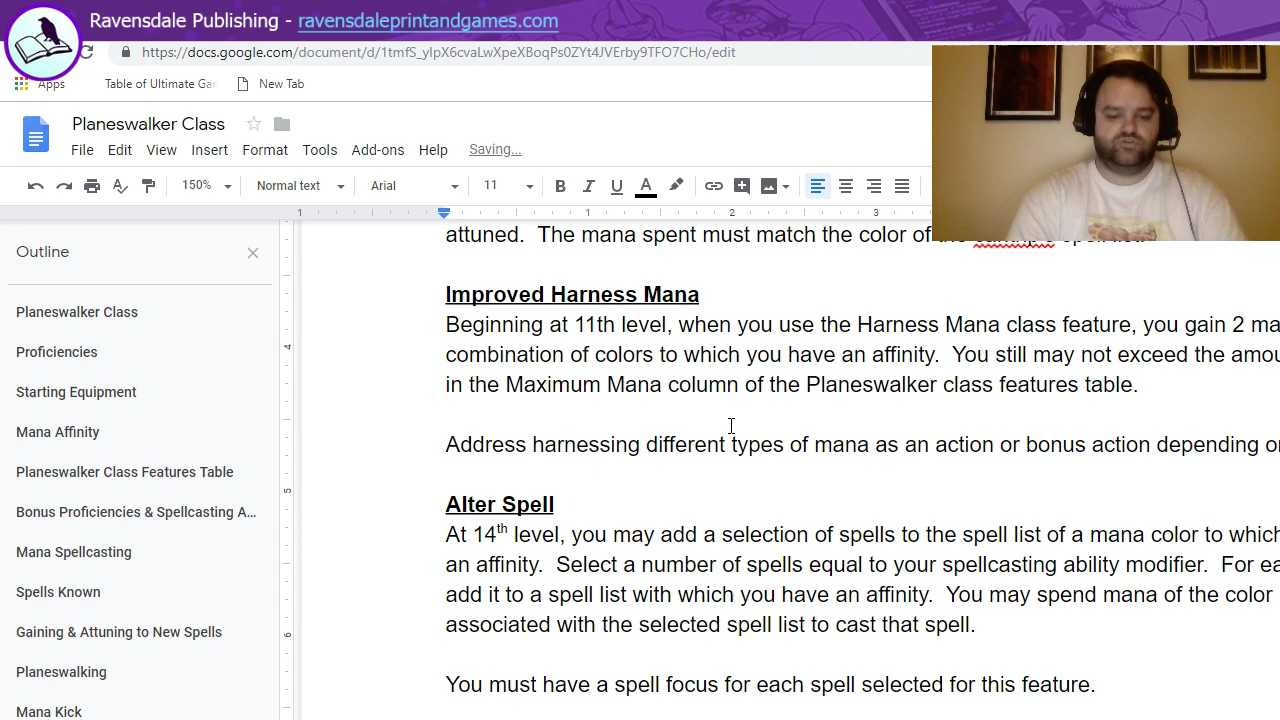 Ravensdale Publishing - ravensdaleprintandgames.com
https://docs.google.com/document/d/1tmfS_yIpX6cvaLwXpeXBoqPs0ZYt4JVErby9TFO7CHo/edit
Apps Table of Ultimate Gar New Tab
Planeswalker Class
File Edit View Insert Format Tools Add-ons Help Saving...
150% Normal text Arial 11 B I U A
1 1 2 3
Outline
Planeswalker Class
Proficiencies
Starting Equipment
Mana Affinity
Planeswalker Class Features Table
Bonus Proficiencies & Spellcasting A...
Mana Spellcasting
Spells Known
Gaining & Attuning to New Spells
Planeswalking
Mana Kick
4
5
6
attuned. The mana spent must match the color of
Improved Harness Mana
Beginning at 11th level, when you use the Harness Mana class feature, you gain 2 ma
combination of colors to which you have an affinity. You still may not exceed the amou
in the Maximum Mana column of the Planeswalker class features table.
Address harnessing different types of mana as an action or bonus action depending on
Alter Spell
At 14th level, you may add a selection of spells to the spell list of a mana color to which
an affinity. Select a number of spells equal to your spellcasting ability modifier. For ea
add it to a spell list with which you have an affinity. You may spend mana of the color
associated with the selected spell list to cast that spell.
You must have a spell focus for each spell selected for this feature.